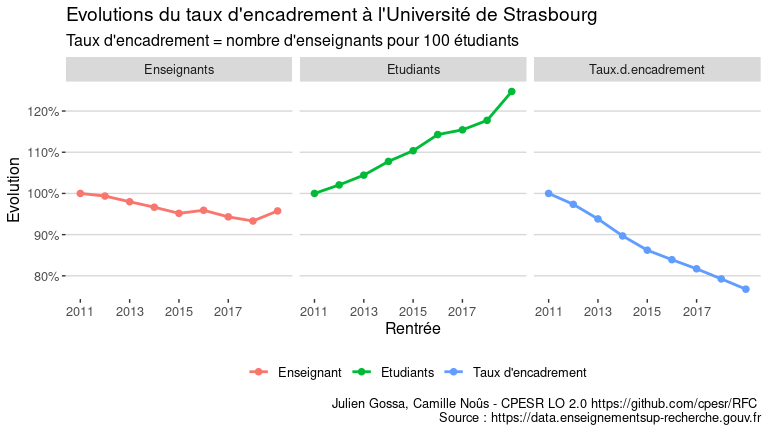 Evolutions du taux d'encadrement à l'Université de Strasbourg
Taux d'encadrement = nombre d'enseignants pour 100 étudiants
Enseignants Etudiants Taux.d.encadrement
Evolution
120%
110%
100%
90%
80%
2011 2013 2015 2017 2011 2013 2015 2017 2011 2013 2015 2017
Rentrée
Enseignant Etudiants Taux d'encadrement
Julien Gossa, Camille Noûs - CPESR LO 2.0 https://github.com/cpesr/RFC
Source : https://data.enseignementsup-recherche.gouv.fr